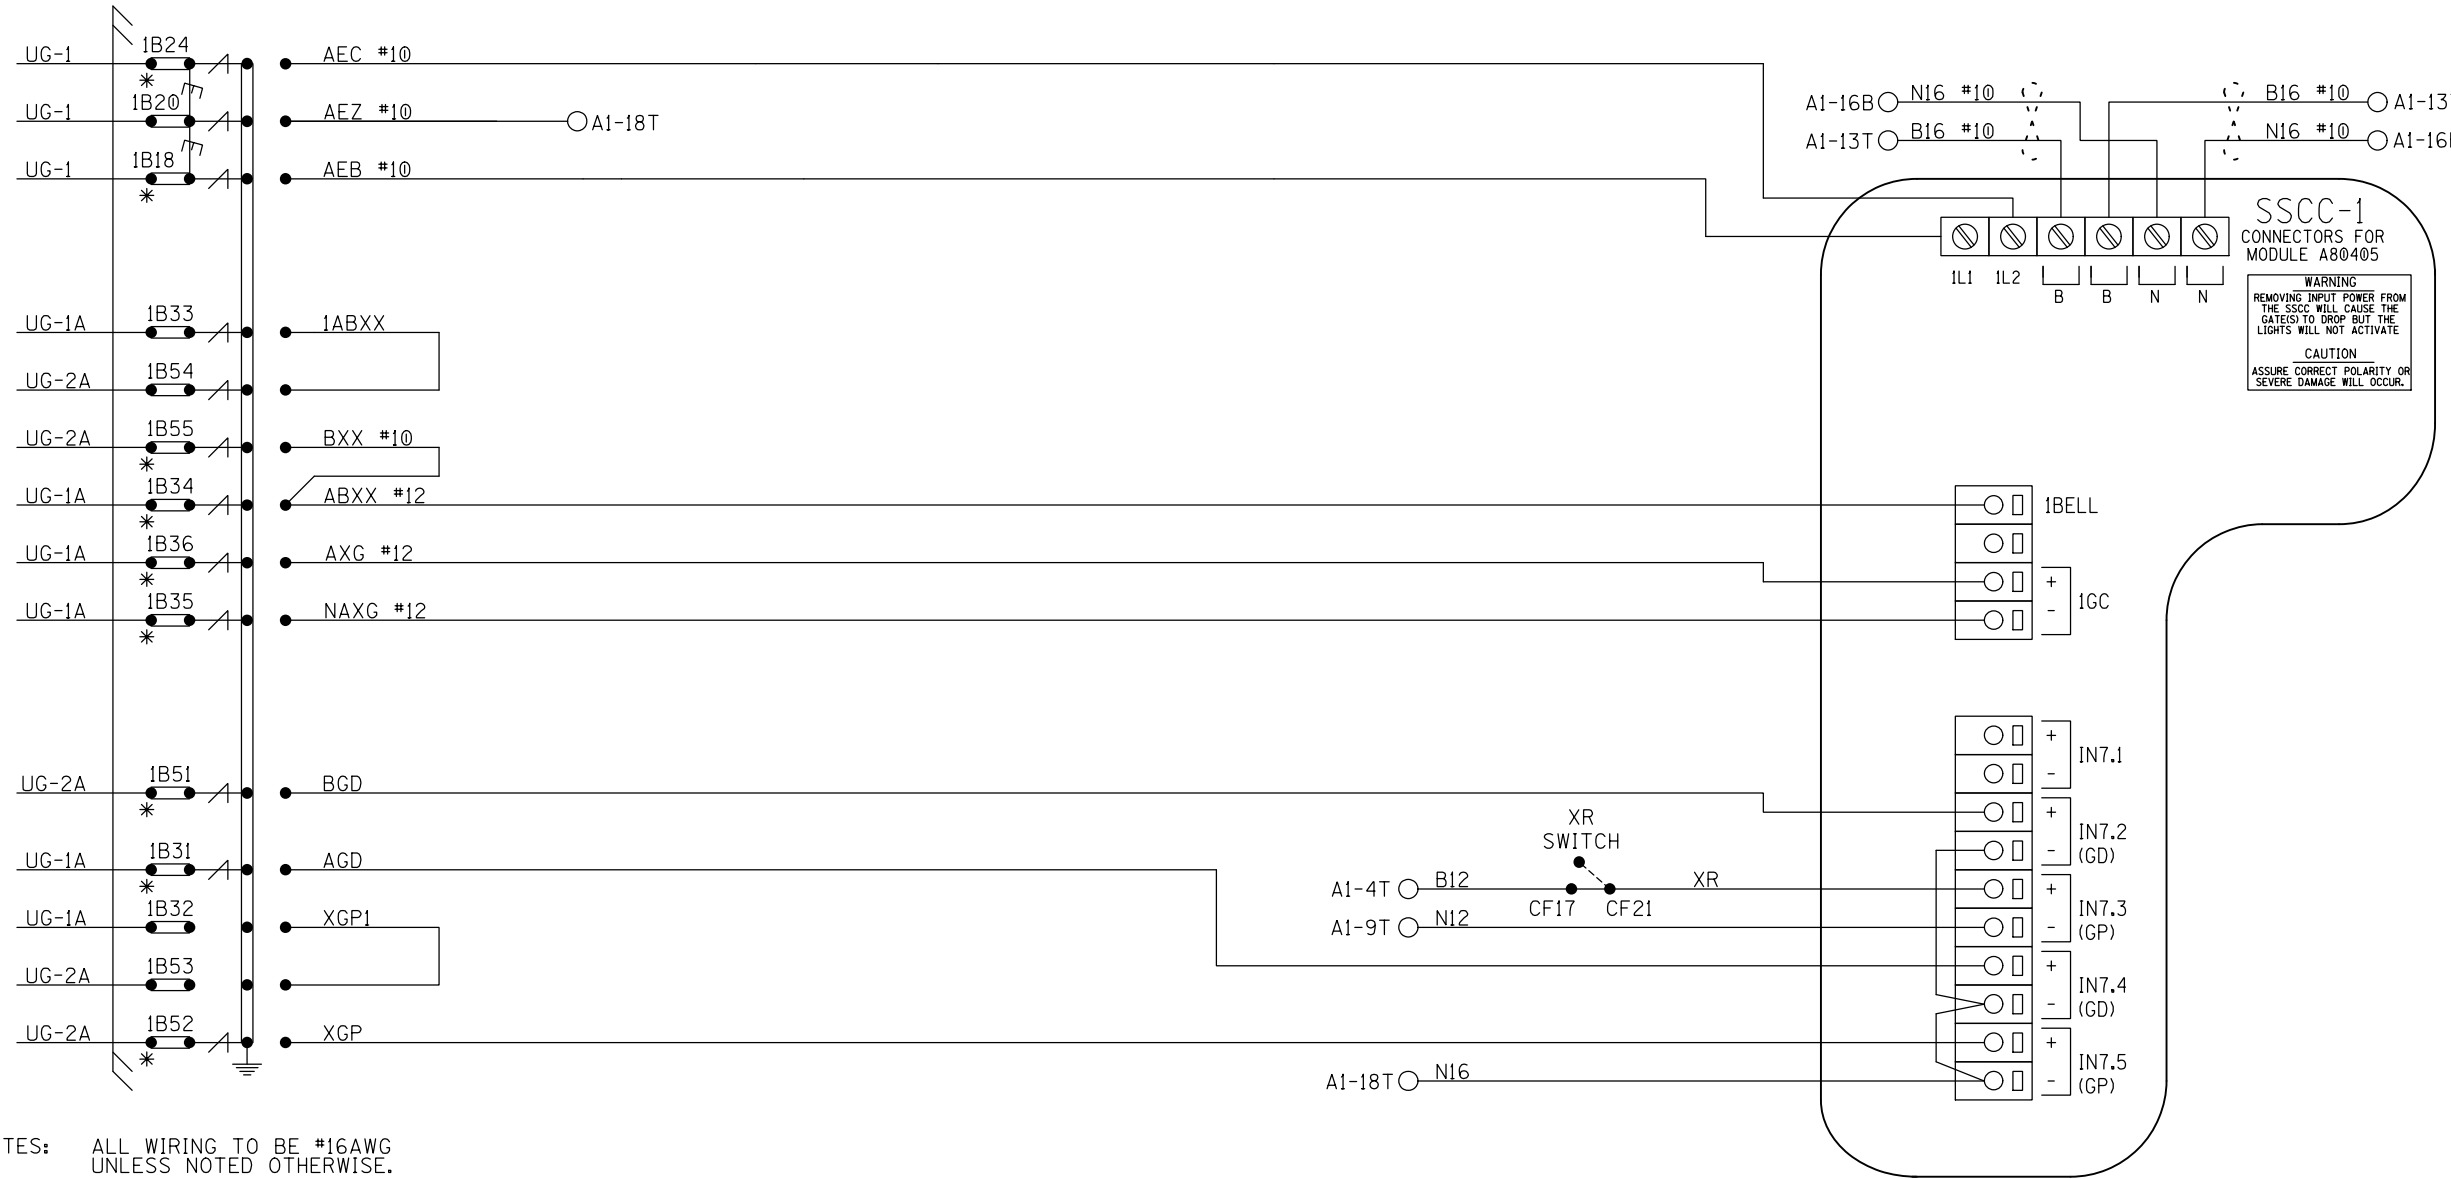 UG-1 1B24 AEC #10
*
UG-1 1B20 AEZ #10 A1-18T
UG-1 1B18 AEB #10
*
A1-16B N16 #10 B16 #10 A1-13
A1-13T B16 #10 N16 #10 A1-16
SSCC-1
CONNECTORS FOR
MODULE A80405
1L1 1L2 B B N N
WARNING
REMOVING INPUT POWER FROM
THE SSCC WILL CAUSE THE
GATE(S) TO DROP BUT THE
LIGHTS WILL NOT ACTIVATE
CAUTION
ASSURE CORRECT POLARITY OR
SEVERE DAMAGE WILL OCCUR.
UG-1A 1B33 1ABXX
UG-2A 1B54
UG-2A 1B55 BXX #10
*
UG-1A 1B34 ABXX #12 1BELL
*
UG-1A 1B36 AXG #12 +
*
UG-1A 1B35 NAXG #12 -
*
1GC
+
IN7.1
-
UG-2A 1B51 BGD +
*
IN7.2
(GD)
-
UG-1A 1B31 AGD
*
XR
SWITCH
A1-4T B12 CF17 CF21 XR +
IN7.3
(GP)
A1-9T N12 -
UG-1A 1B32 XGP1
+
IN7.4
(GD)
-
UG-2A 1B53
UG-2A 1B52 XGP +
*
IN7.5
(GP)
A1-18T N16 -
TES: ALL WIRING TO BE #16AWG
UNLESS NOTED OTHERWISE.